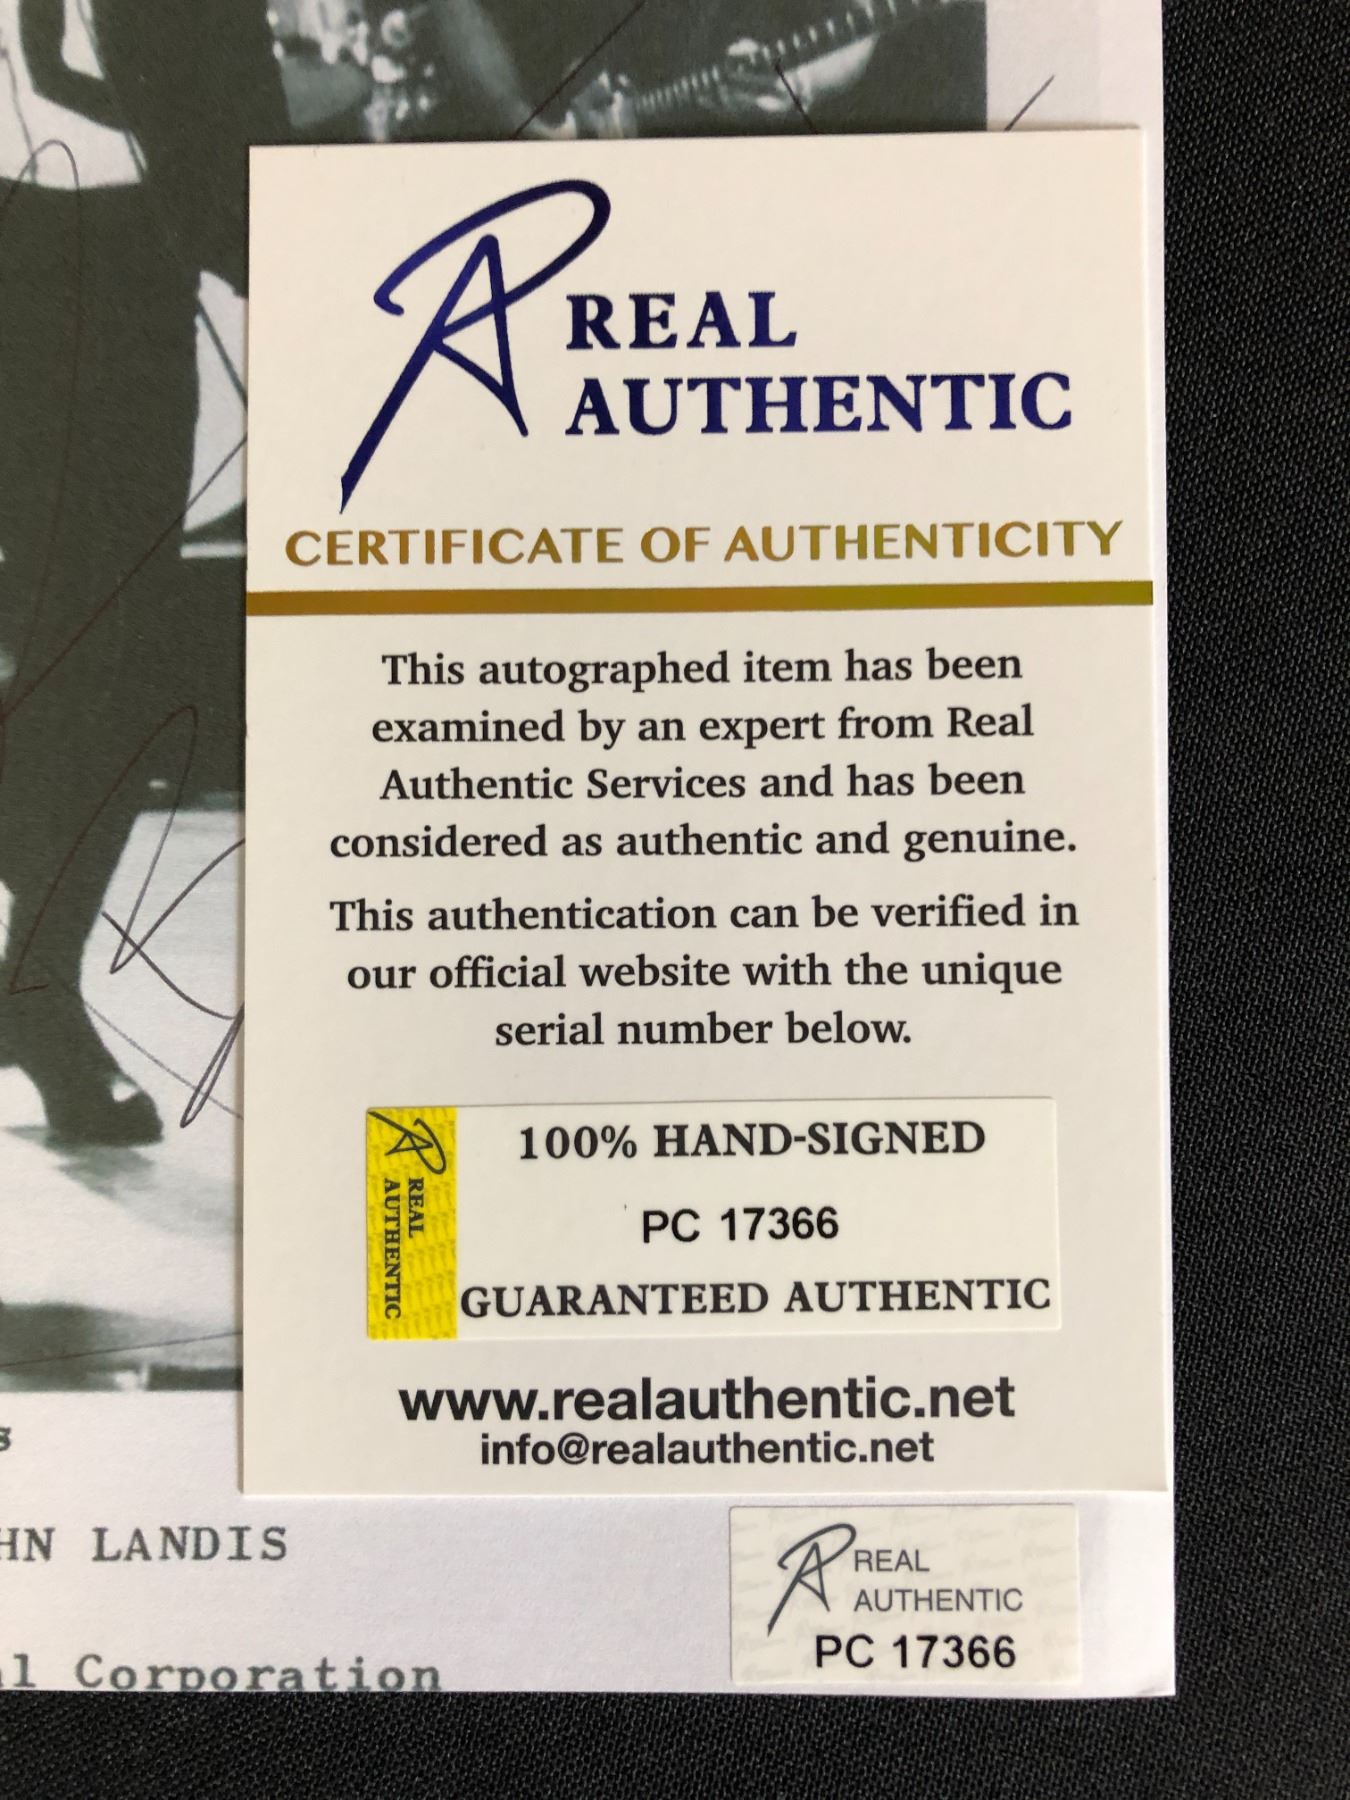 REAL
AUTHENTIC
CERTIFICATE OF AUTHENTICITY
This autographed item has been
examined by an expert from Real
Authentic Services and has been
considered as authentic and genuine.
This authentication can be verified in
our official website with the unique
serial number below.
REAL
AUTHENTIC
100% HAND-SIGNED
PC 17366
GUARANTEED AUTHENTIC
www.realauthentic.net
info@realauthentic.net
s
HN LANDIS
l Corporation
REAL
AUTHENTIC
PC 17366